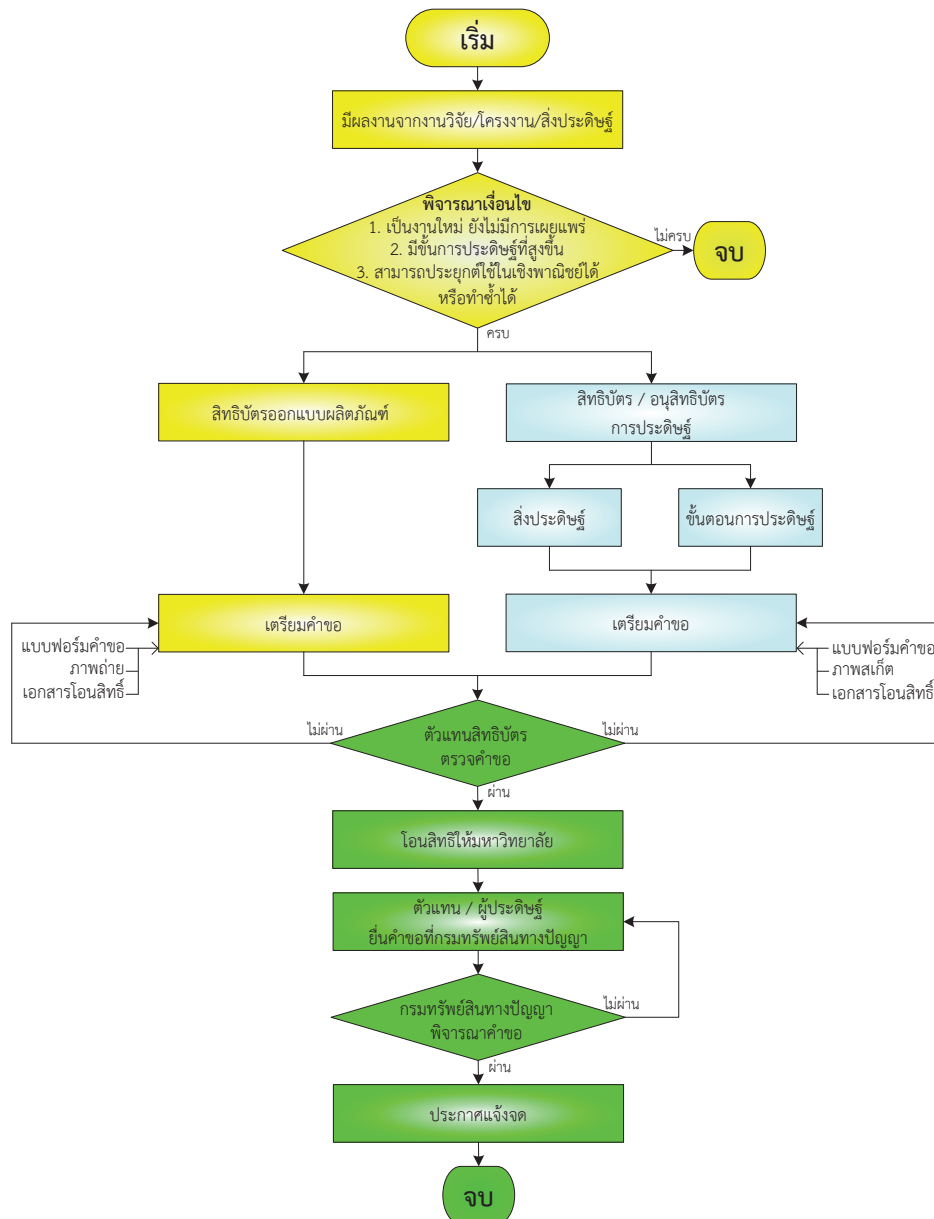 เริ่ม
มีผลงานจากงานวิจัย/โครงงาน/สิ่งประดิษฐ์
พิจารณาเงื่อนไข
1. เป็นงานใหม่ ยังไม่มีการเผยแพร่
2. มีขั้นการประดิษฐ์ที่สูงขึ้น
3. สามารถประยุกต์ใช้ในเชิงพาณิชย์ได้
หรือทำซ้ำได้
ไม่ครบ
จบ
ครบ
สิทธิบัตรออกแบบผลิตภัณฑ์
สิทธิบัตร / อนุสิทธิบัตร
การประดิษฐ์
สิ่งประดิษฐ์
ขั้นตอนการประดิษฐ์
เตรียมคำขอ
แบบฟอร์มคำขอ
ภาพถ่าย
เอกสารโอนสิทธิ์
เตรียมคำขอ
แบบฟอร์มคำขอ
ภาพสเก็ต
เอกสารโอนสิทธิ์
ไม่ผ่าน
ตัวแทนสิทธิบัตร
ตรวจคำขอ
ไม่ผ่าน
ผ่าน
โอนสิทธิให้มหาวิทยาลัย
ตัวแทน / ผู้ประดิษฐ์
ยื่นคำขอที่กรมทรัพย์สินทางปัญญา
กรมทรัพย์สินทางปัญญา
พิจารณาคำขอ
ไม่ผ่าน
ผ่าน
ประกาศแจ้งจด
จบ